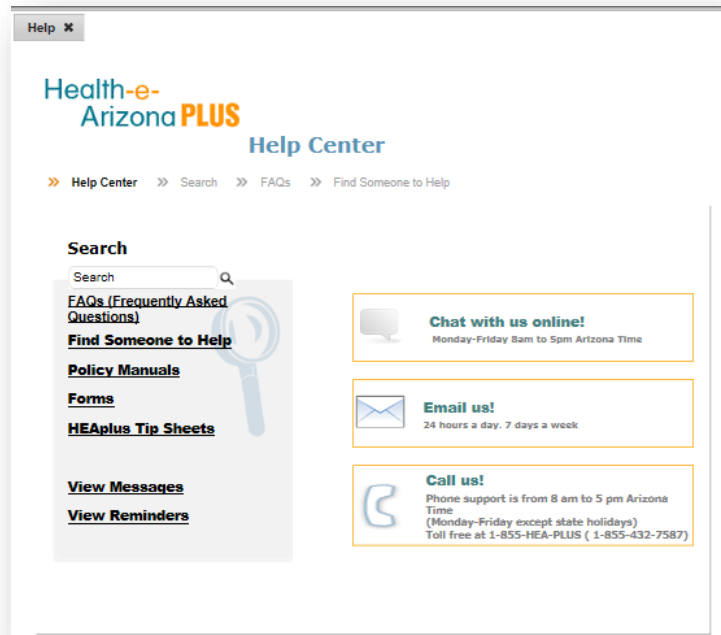 Help ✖
Health-e-
Arizona PLUS
Help Center
» Help Center » Search » FAQs » Find Someone to Help
Search
Search
FAQs (Frequently Asked
Questions)
Find Someone to Help
Policy Manuals
Forms
HEAplus Tip Sheets
View Messages
View Reminders
Chat with us online!
Monday-Friday 8am to 5pm Arizona Time
Email us!
24 hours a day. 7 days a week
Call us!
Phone support is from 8 am to 5 pm Arizona
Time
(Monday-Friday except state holidays)
Toll free at 1-855-HEA-PLUS ( 1-855-432-7587)